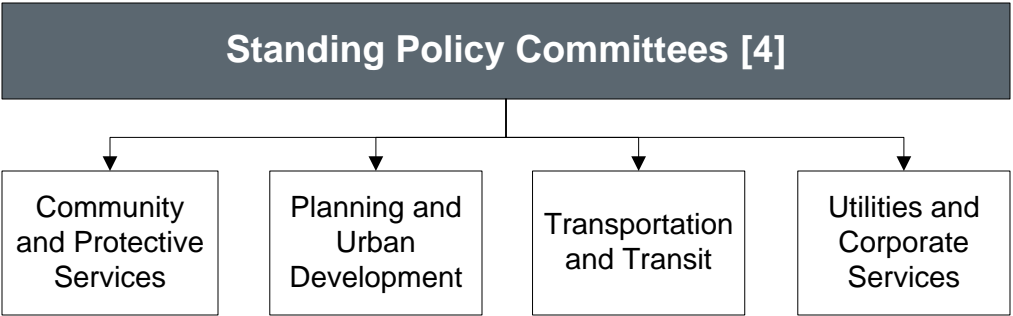 Standing Policy Committees [4]
Community
and Protective
Services
Planning and
Urban
Development
Transportation
and Transit
Utilities and
Corporate
Services